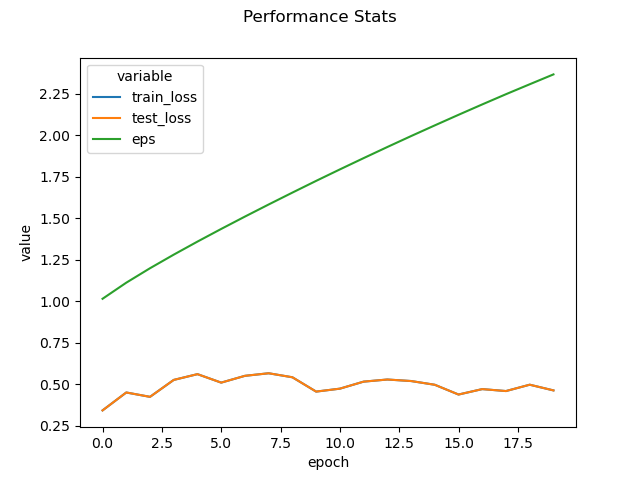 Performance Stats
variable
train_loss
test_loss
eps
value
2.25
2.00
1.75
1.50
1.25
1.00
0.75
0.50
0.25
0.0 2.5 5.0 7.5 10.0 12.5 15.0 17.5
epoch